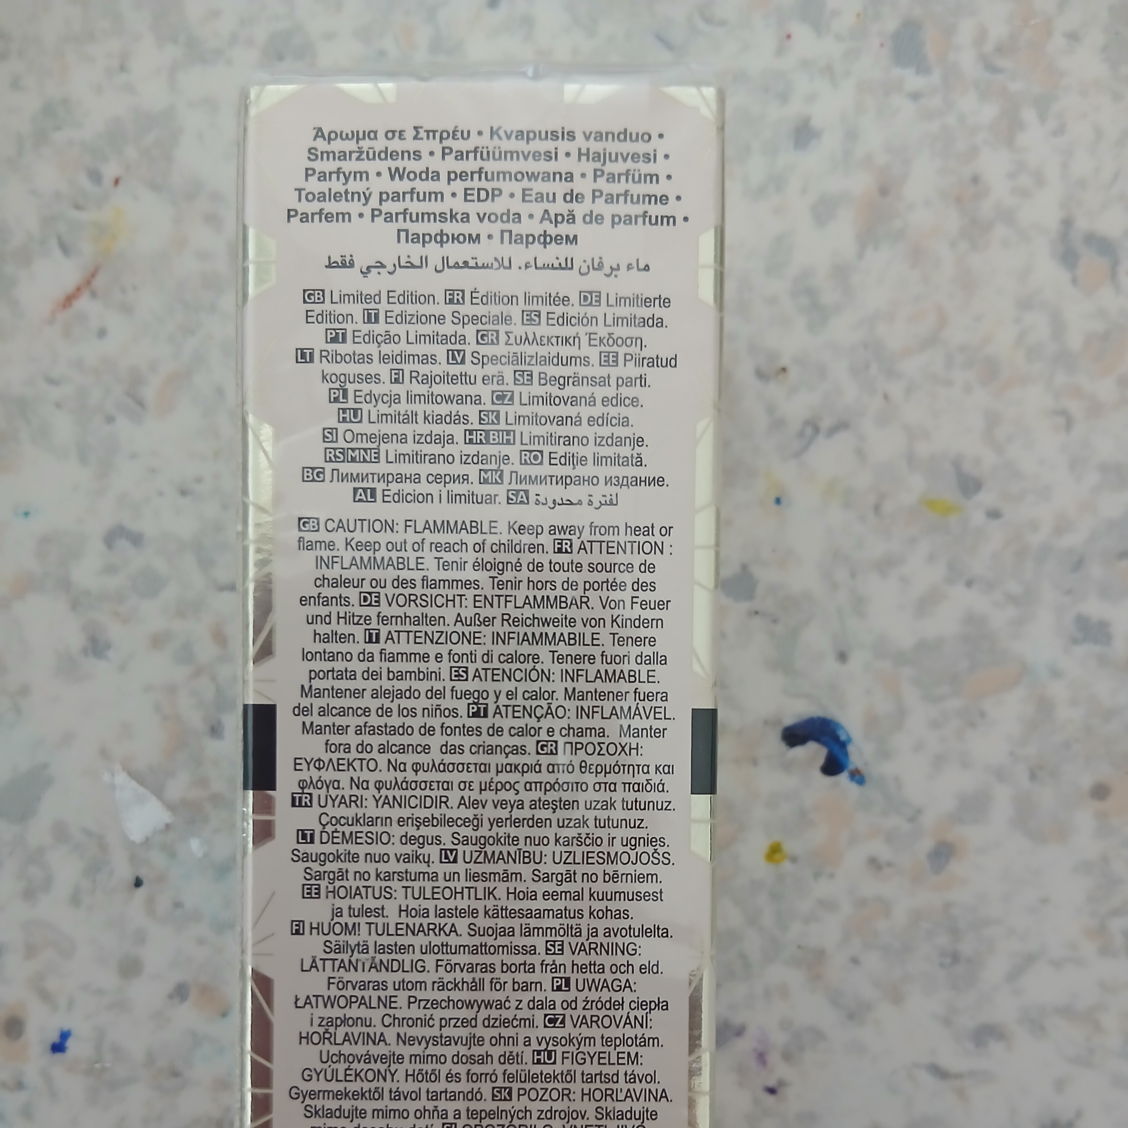 Άρωμα σε Σπρέυ • Kvapusis vanduo •
Smaržūdens • Parfüümvesi • Hajuvesi •
Parfym • Woda perfumowana • Parfüm •
Toaletný parfum • EDP • Eau de Parfume •
Parfem • Parfumska voda • Apă de parfum •
Парфюм • Парфем
ماء برفان للنساء. للاستعمال الخارجي فقط
GB Limited Edition. FR Édition limitée. DE Limitierte
Edition. IT Edizione Speciale. ES Edición Limitada.
PT Edição Limitada. GR Συλλεκτική Έκδοση.
LT Ribotas leidimas. LV Speciālizlaidums. EE Piiratud
koguses. FI Rajoitettu erä. SE Begränsat parti.
PL Edycja limitowana. CZ Limitovaná edice.
HU Limitált kiadás. SK Limitovaná edícia.
SI Omejena izdaja. HR BIH Limitirano izdanje.
RS MNE Limitirano izdanje. RO Ediţie limitată.
BG Лимитирана серия. MK Лимитирано издание.
AL Edicion i limituar. SA لفترة محدودة
GB CAUTION: FLAMMABLE. Keep away from heat or
flame. Keep out of reach of children. FR ATTENTION :
INFLAMMABLE. Tenir éloigné de toute source de
chaleur ou des flammes. Tenir hors de portée des
enfants. DE VORSICHT: ENTFLAMMBAR. Von Feuer
und Hitze fernhalten. Außer Reichweite von Kindern
halten. IT ATTENZIONE: INFIAMMABILE. Tenere
lontano da fiamme e fonti di calore. Tenere fuori dalla
portata dei bambini. ES ATENCIÓN: INFLAMABLE.
Mantener alejado del fuego y el calor. Mantener fuera
del alcance de los niños. PT ATENÇÃO: INFLAMÁVEL.
Manter afastado de fontes de calor e chama. Manter
fora do alcance das crianças. GR ΠΡΟΣΟΧΗ:
ΕΥΦΛΕΚΤΟ. Να φυλάσσεται μακριά από θερμότητα και
φλόγα. Να φυλάσσεται σε μέρος απρόσιτο στα παιδιά.
TR UYARI: YANICIDIR. Alev veya ateşten uzak tutunuz.
Çocukların erişebileceği yerlerden uzak tutunuz.
LT DĖMESIO: degus. Saugokite nuo karščio ir ugnies.
Saugokite nuo vaikų. LV UZMANĪBU: UZLIESMOJOŠS.
Sargāt no karstuma un liesmām. Sargāt no bērniem.
EE HOIATUS: TULEOHTLIK. Hoia eemal kuumusest
ja tulest. Hoia lastele kättesaamatus kohas.
FI HUOM! TULENARKA. Suojaa lämmöltä ja avotulelta.
Säilytä lasten ulottumattomissa. SE VARNING:
LÄTTANTÄNDLIG. Förvaras borta från hetta och eld.
Förvaras utom räckhåll för barn. PL UWAGA:
ŁATWOPALNE. Przechowywać z dala od źródeł ciepła
i zapłonu. Chronić przed dziećmi. CZ VAROVÁNÍ:
HOŘLAVINA. Nevystavujte ohni a vysokým teplotám.
Uchovávejte mimo dosah dětí. HU FIGYELEM:
GYÚLÉKONY. Hőtől és forró felületektől tartsd távol.
Gyermekektől távol tartandó. SK POZOR: HORĽAVINA.
Skladujte mimo ohňa a tepelných zdrojov. Skladujte